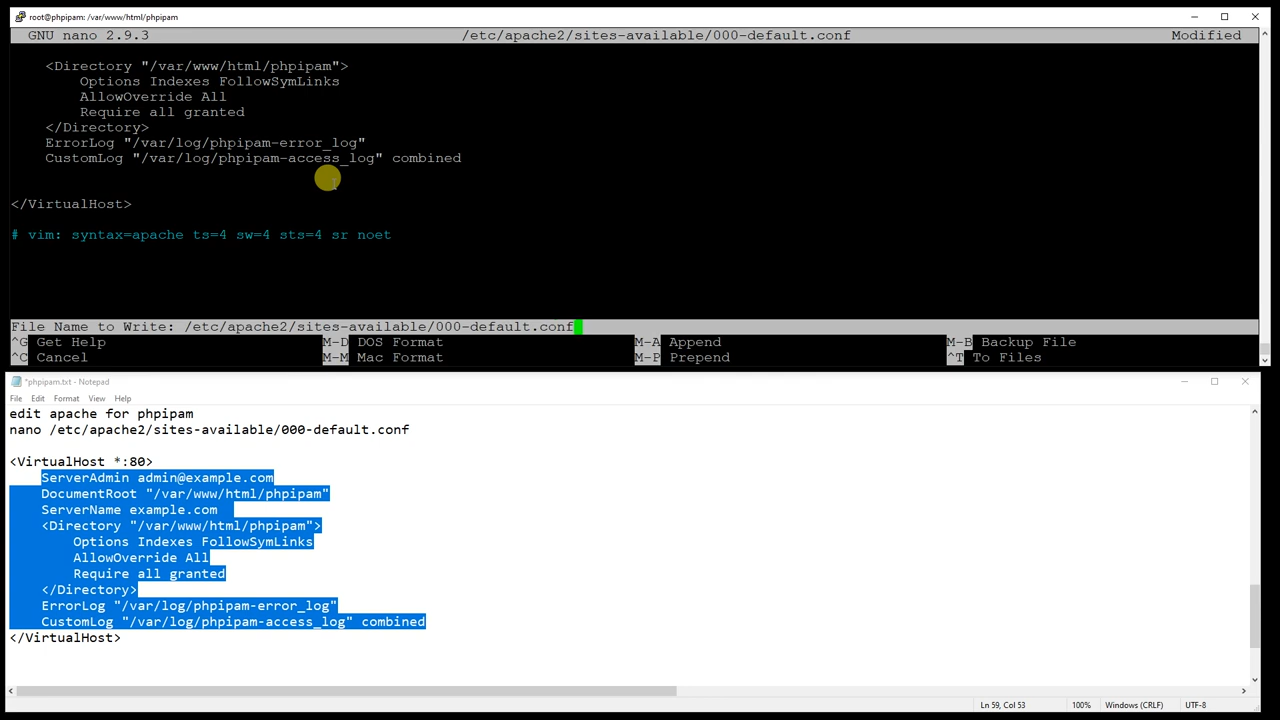 root@phpipam: /var/www/html/phpipam
GNU nano 2.9.3 /etc/apache2/sites-available/000-default.conf Modified
<Directory "/var/www/html/phpipam">
Options Indexes FollowSymLinks
AllowOverride All
Require all granted
</Directory>
ErrorLog "/var/log/phpipam-error_log"
CustomLog "/var/log/phpipam-access_log" combined
</VirtualHost>
# vim: syntax=apache ts=4 sw=4 sts=4 sr noet
File Name to Write: /etc/apache2/sites-available/000-default.conf
^G Get Help M-D DOS Format M-A Append M-B Backup File
^C Cancel M-M Mac Format M-P Prepend ^T To Files
*phpipam.txt - Notepad
File Edit Format View Help
edit apache for phpipam
nano /etc/apache2/sites-available/000-default.conf
<VirtualHost *:80>
ServerAdmin admin@example.com
DocumentRoot "/var/www/html/phpipam"
ServerName example.com
<Directory "/var/www/html/phpipam">
Options Indexes FollowSymLinks
AllowOverride All
Require all granted
</Directory>
ErrorLog "/var/log/phpipam-error_log"
CustomLog "/var/log/phpipam-access_log" combined
</VirtualHost>
Ln 59, Col 53 100% Windows (CRLF) UTF-8